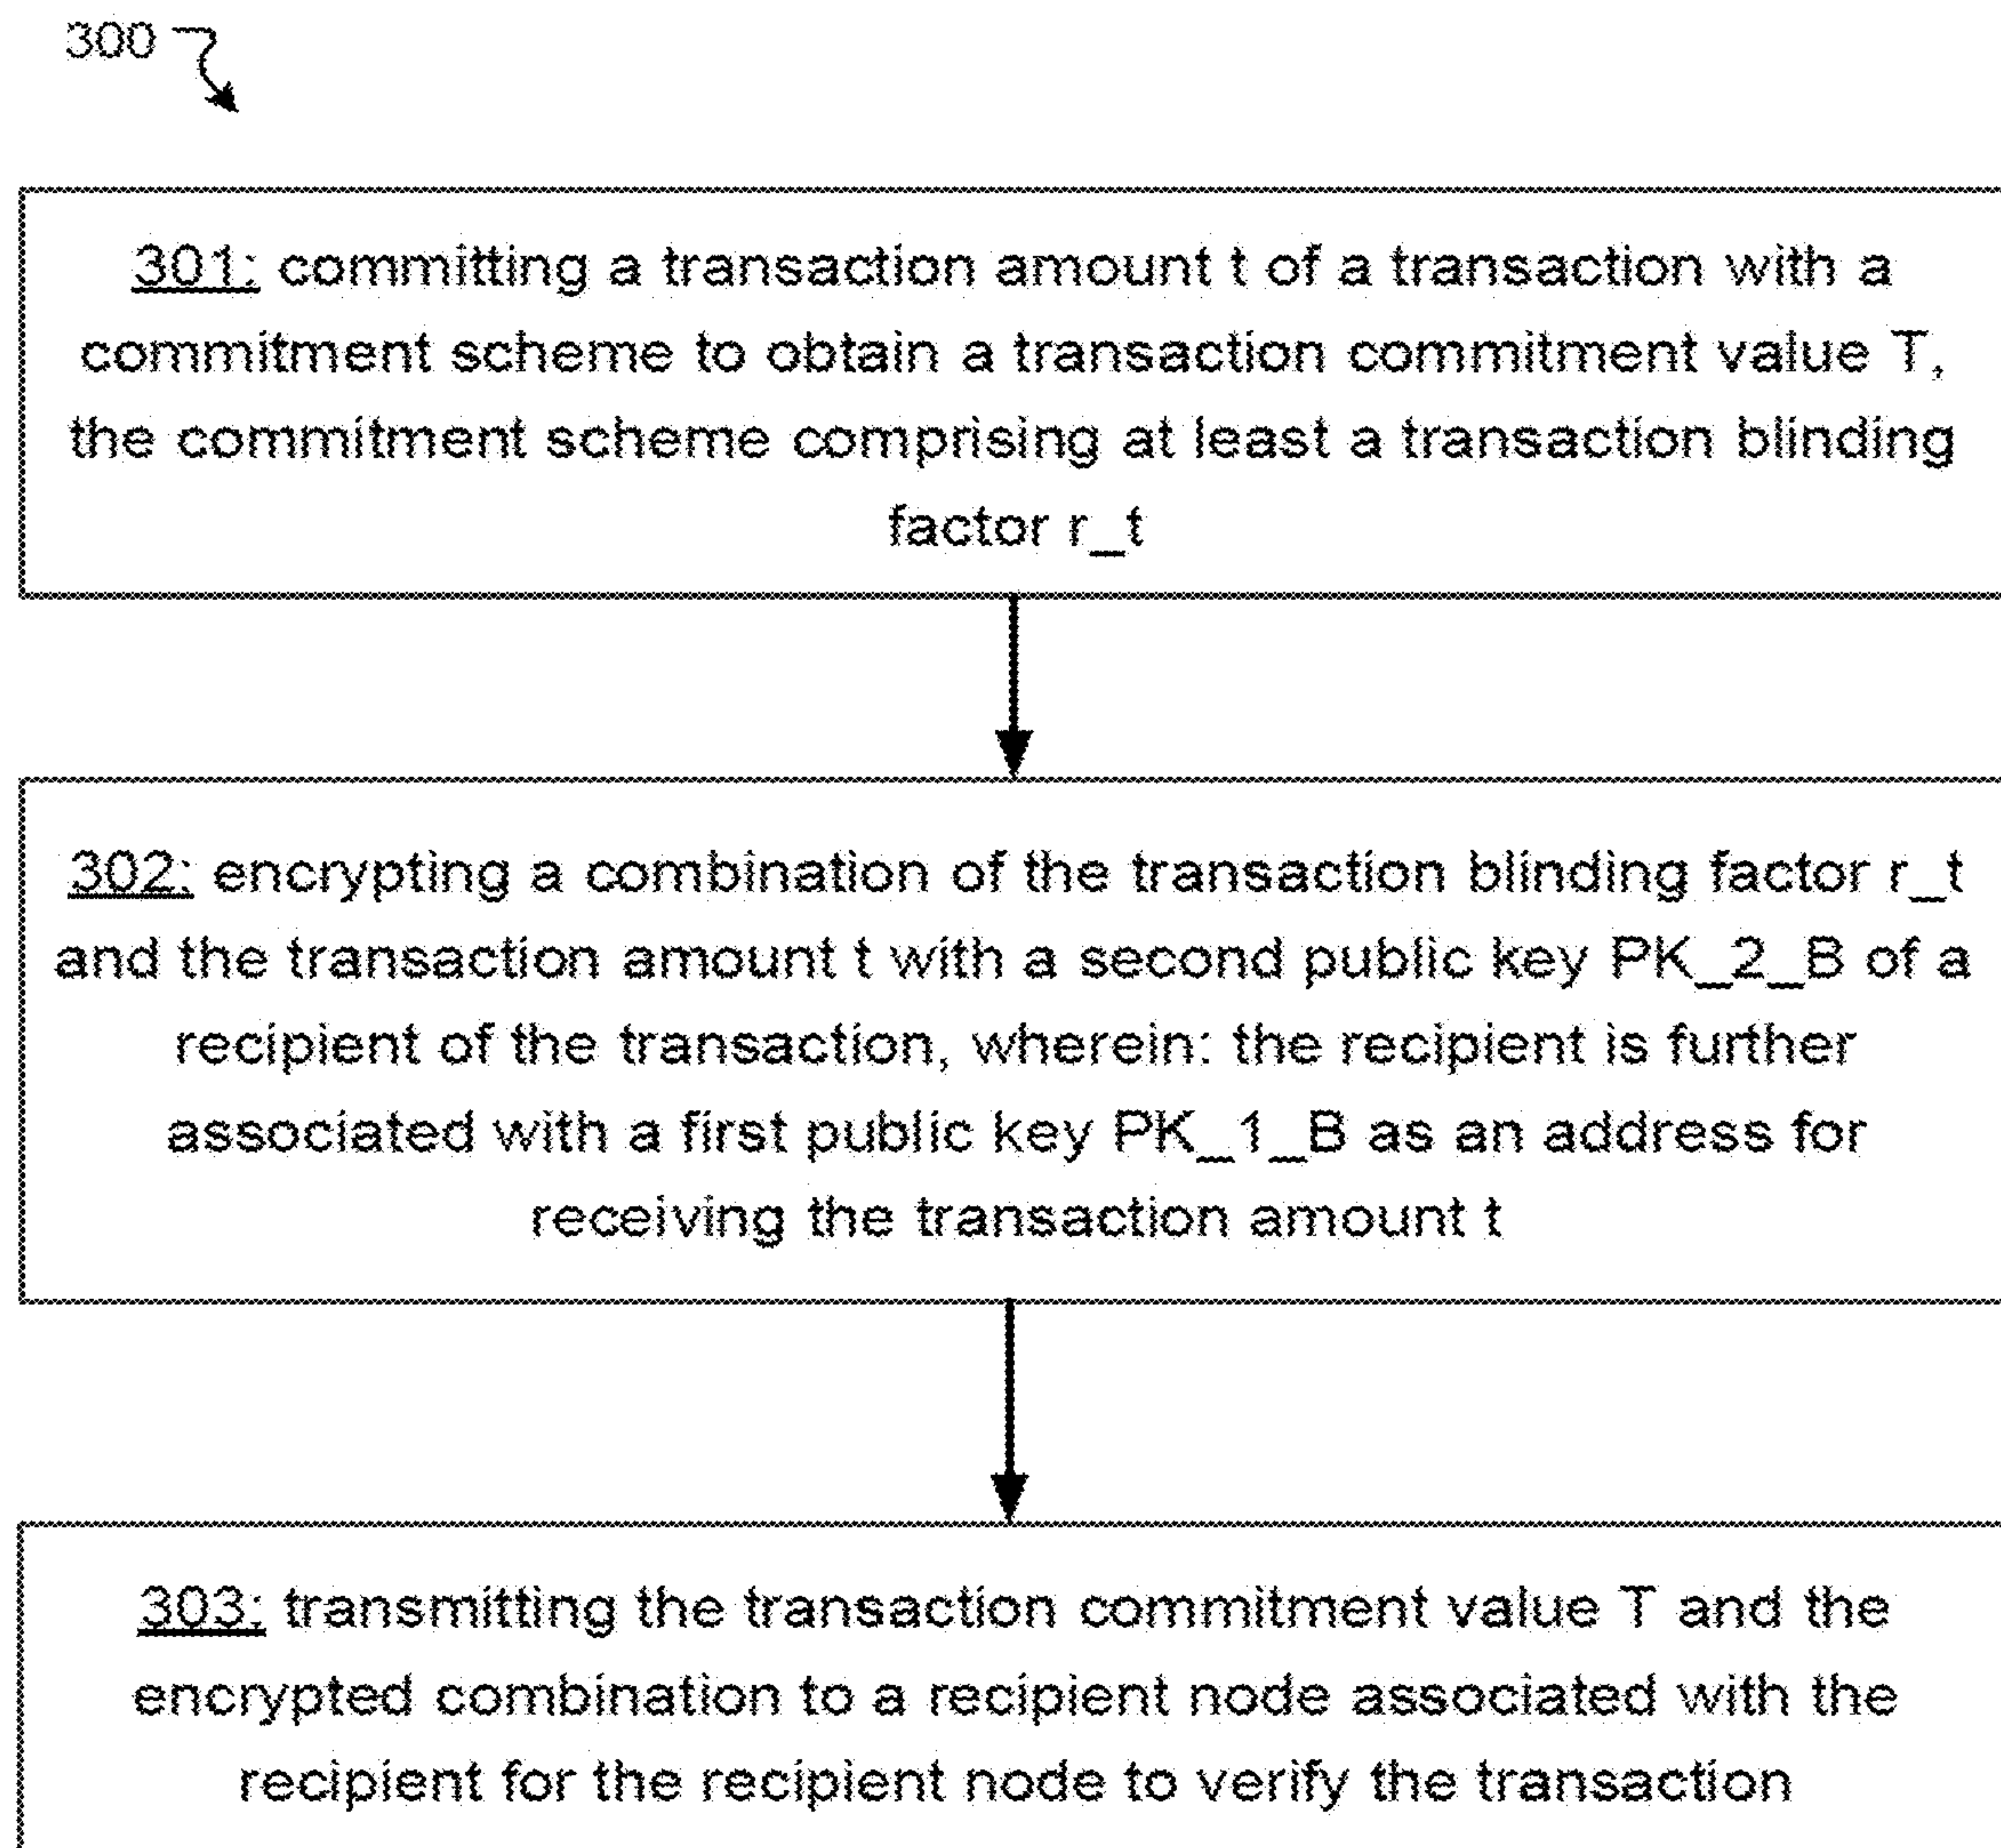 300
301: committing a transaction amount t of a transaction with a
commitment scheme to obtain a transaction commitment value T,
the commitment scheme comprising at least a transaction blinding
factor r_t
302: encrypting a combination of the transaction blinding factor r_t
and the transaction amount t with a second public key PK_2_B of a
recipient of the transaction, wherein: the recipient is further
associated with a first public key PK_1_B as an address for
receiving the transaction amount t
303: transmitting the transaction commitment value T and the
encrypted combination to a recipient node associated with the
recipient for the recipient node to verify the transaction